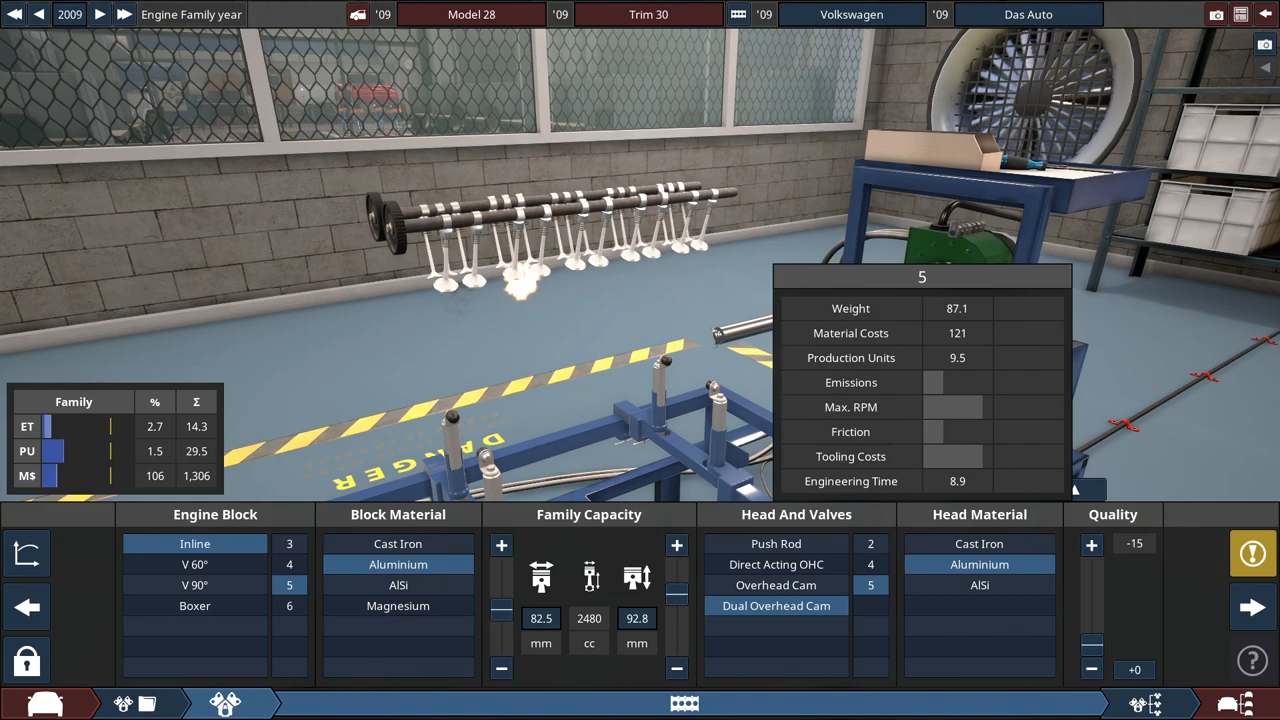 2009 Engine Family year '09 Model 28 '09 Trim 30 '09 Volkswagen '09 Das Auto
DANGER
5
Weight 87.1
Material Costs 121
Production Units 9.5
Emissions
Max. RPM
Friction
Tooling Costs
Engineering Time 8.9
Family % Σ
ET 2.7 14.3
PU 1.5 29.5
M$ 106 1,306
Engine Block Block Material Family Capacity Head And Valves Head Material Quality
Inline 3 Cast Iron + + Push Rod 2 Cast Iron + -15
V 60° 4 Aluminium Direct Acting OHC 4 Aluminium
V 90° 5 AlSi Overhead Cam 5 AlSi
Boxer 6 Magnesium Dual Overhead Cam
82.5 2480 92.8
mm cc mm
- - - +0